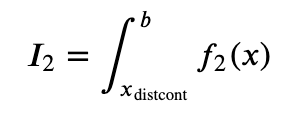 I₂ = ∫_{x_distcont}^{b} f₂(x)